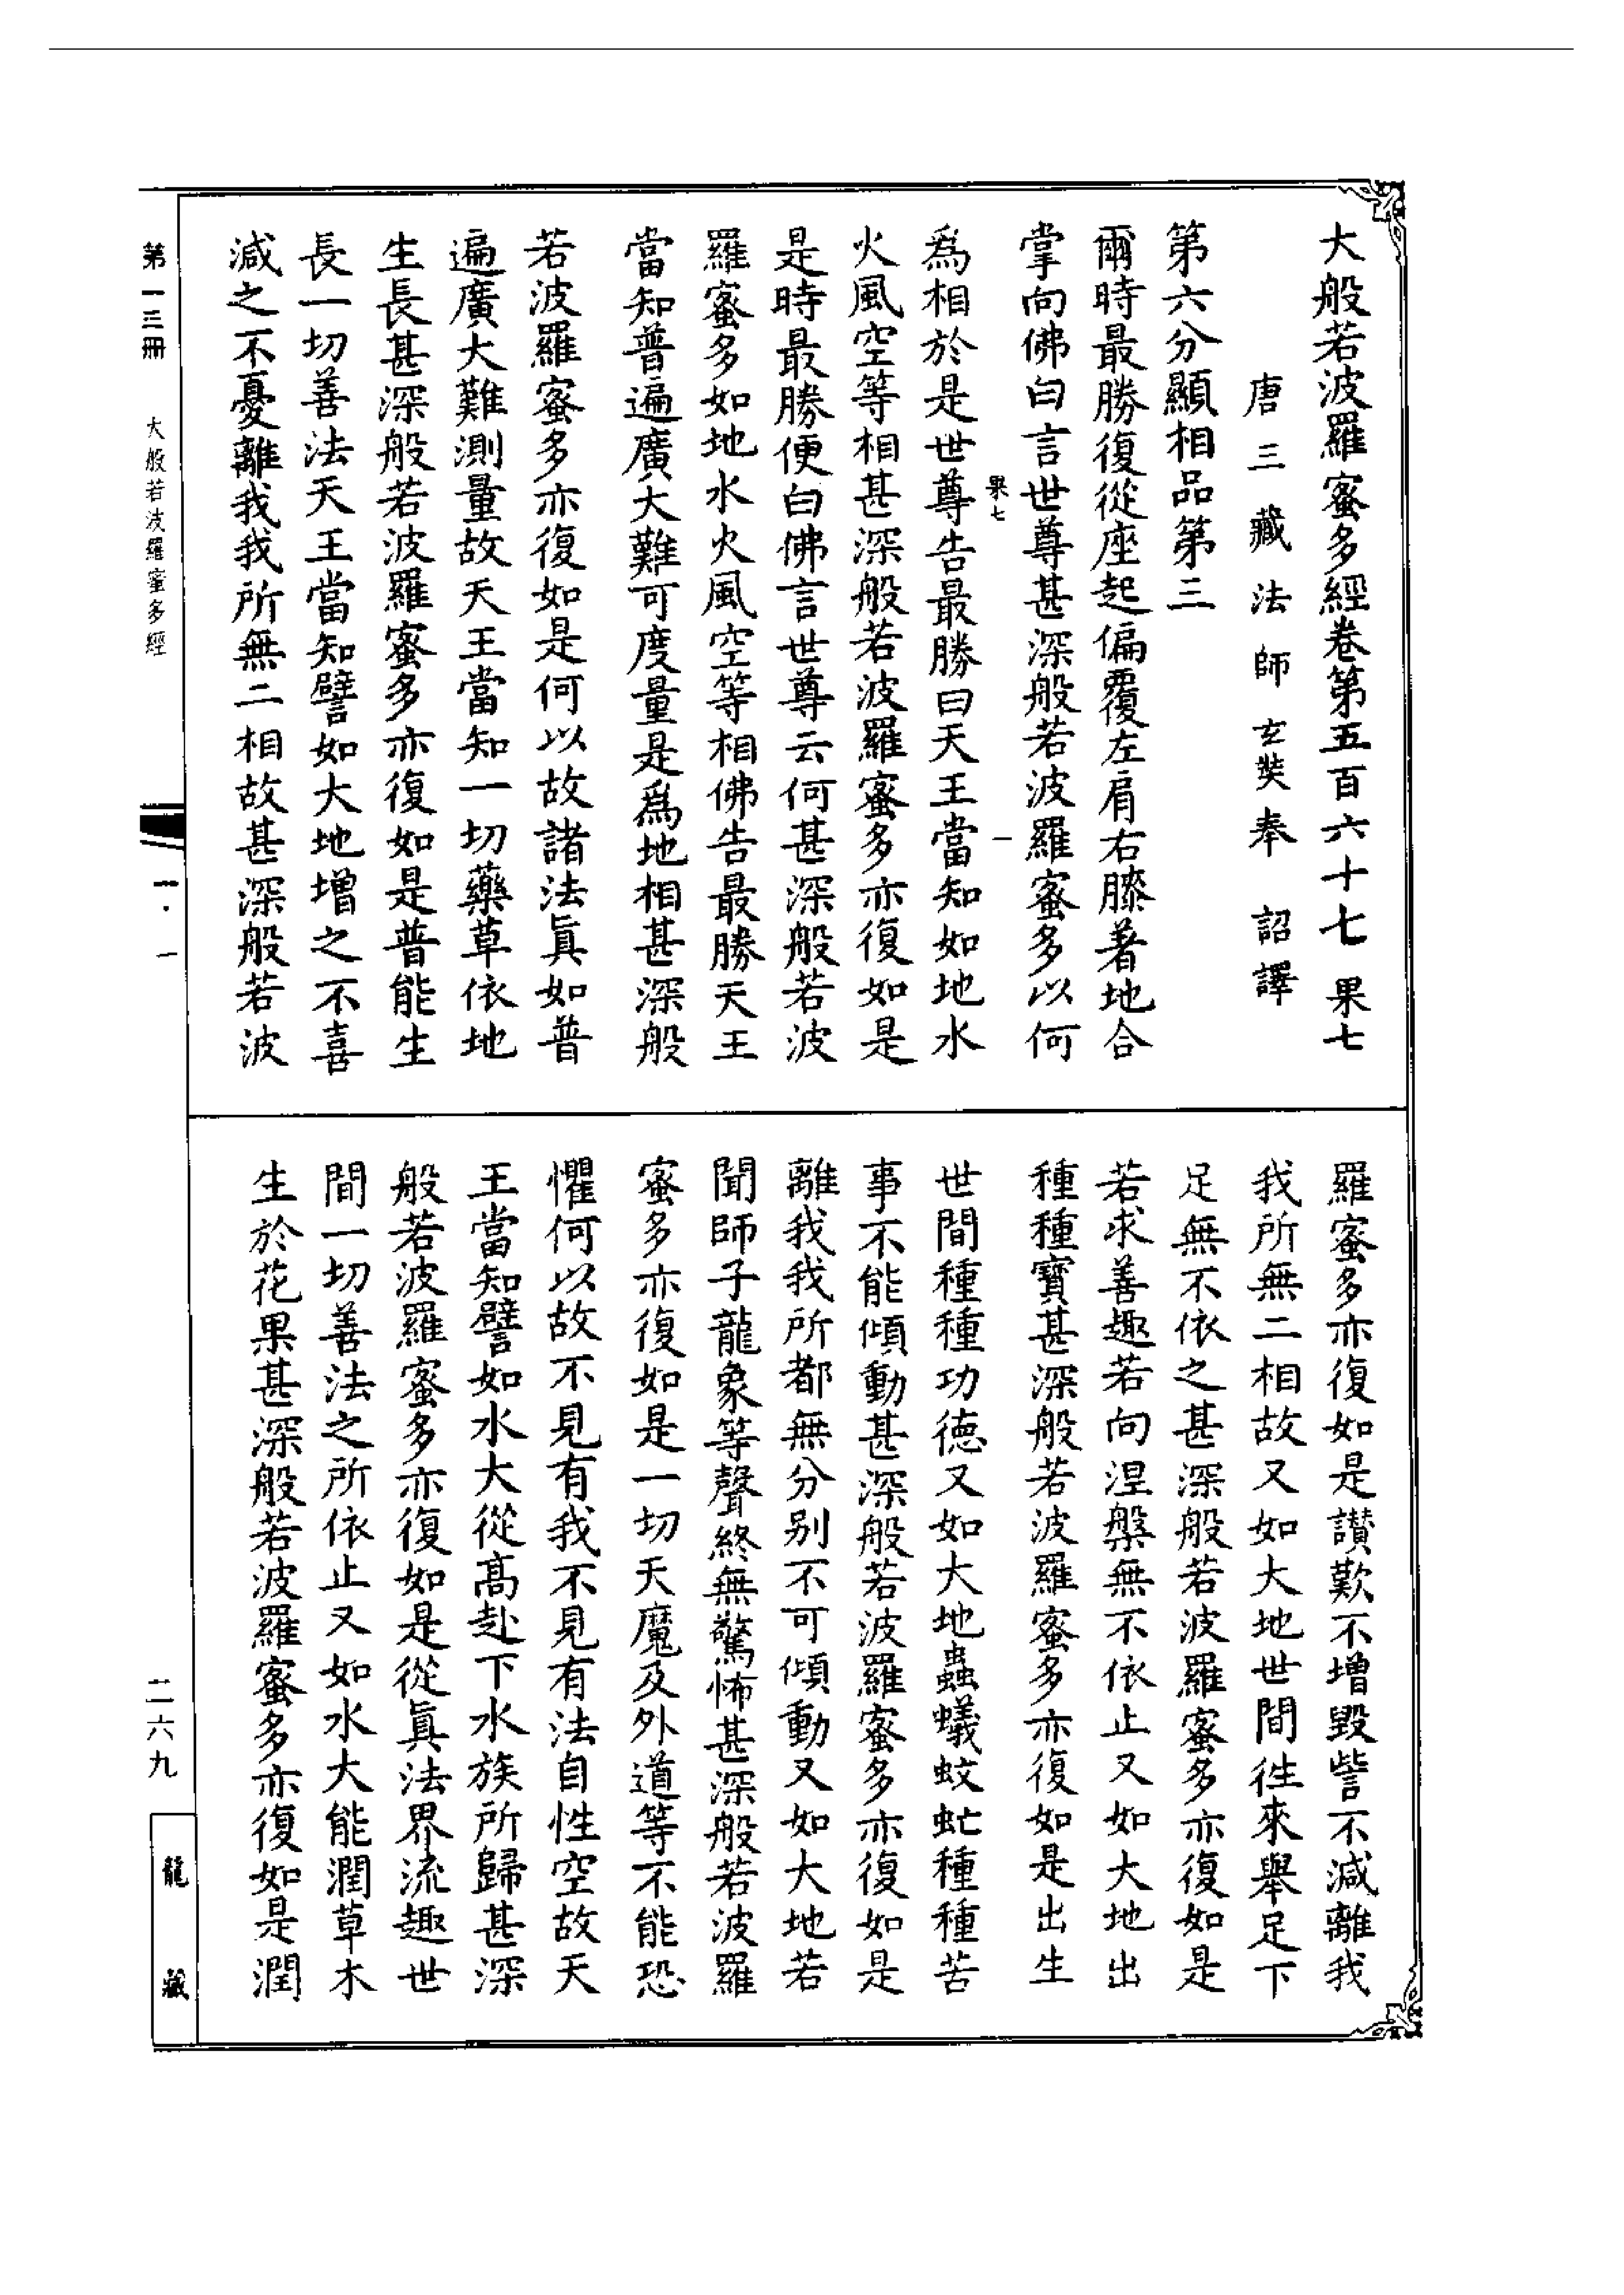 大般若波羅蜜多經卷第五百六十七 果七
唐三藏法師玄奘奉 詔譯
第六分顯相品第三
爾時最勝復從座起偏覆左肩右膝著地合
掌向佛白言世尊甚深般若波羅蜜多以何
果七 一
爲相於是世尊告最勝曰天王當知如地水
火風空等相甚深般若波羅蜜多亦復如是
是時最勝便白佛言世尊云何甚深般若波
羅蜜多如地水火風空等相佛告最勝天王
當知普遍廣大難可度量是爲地相甚深般
若波羅蜜多亦復如是何以故諸法眞如普
遍廣大難測量故天王當知一切藥草依地
生長甚深般若波羅蜜多亦復如是普能生
長一切善法天王當知譬如大地增之不喜
減之不憂離我我所無二相故甚深般若波
羅蜜多亦復如是讃歎不增毀訾不減離我
我所無二相故又如大地世間徃來舉足下
足無不依之甚深般若波羅蜜多亦復如是
若求善趣若向涅槃無不依止又如大地出
種種寶甚深般若波羅蜜多亦復如是出生
世間種種功德又如大地蟲蟻蚊虻種種苦
事不能傾動甚深般若波羅蜜多亦復如是
離我我所都無分別不可傾動又如大地若
聞師子龍象等聲終無驚怖甚深般若波羅
蜜多亦復如是一切天魔及外道等不能恐
懼何以故不見有我不見有法自性空故天
王當知譬如水大從高赴下水族所歸甚深
般若波羅蜜多亦復如是從眞法界流趣世
間一切善法之所依止又如水大能潤草木
生於花果甚深般若波羅蜜多亦復如是潤
第一三冊 大般若波羅蜜多經 一·一
二六九
龍藏